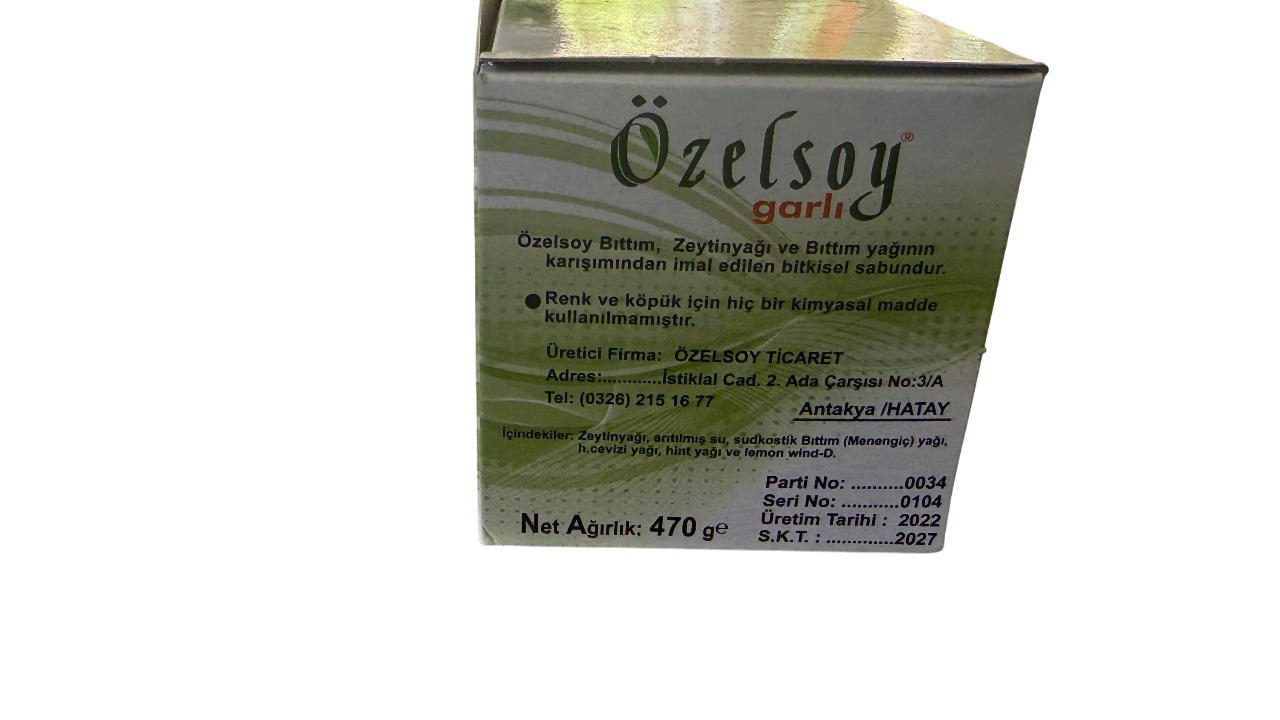 Özelsoy®
garlı
Özelsoy Bıttım, Zeytinyağı ve Bıttım yağının
karışımından imal edilen bitkisel sabundur.
● Renk ve köpük için hiç bir kimyasal madde
kullanılmamıştır.
Üretici Firma: ÖZELSOY TİCARET
Adres:............İstiklal Cad. 2. Ada Çarşısı No:3/A
Tel: (0326) 215 16 77
Antakya /HATAY
İçindekiler: Zeytinyağı, arıtılmış su, sudkostik Bıttım (Menengiç) yağı,
h.cevizi yağı, hint yağı ve lemon wind-D.
Parti No: ..........0034
Seri No: ...........0104
Üretim Tarihi : 2022
S.K.T. : .............2027
Net Ağırlık: 470 g℮